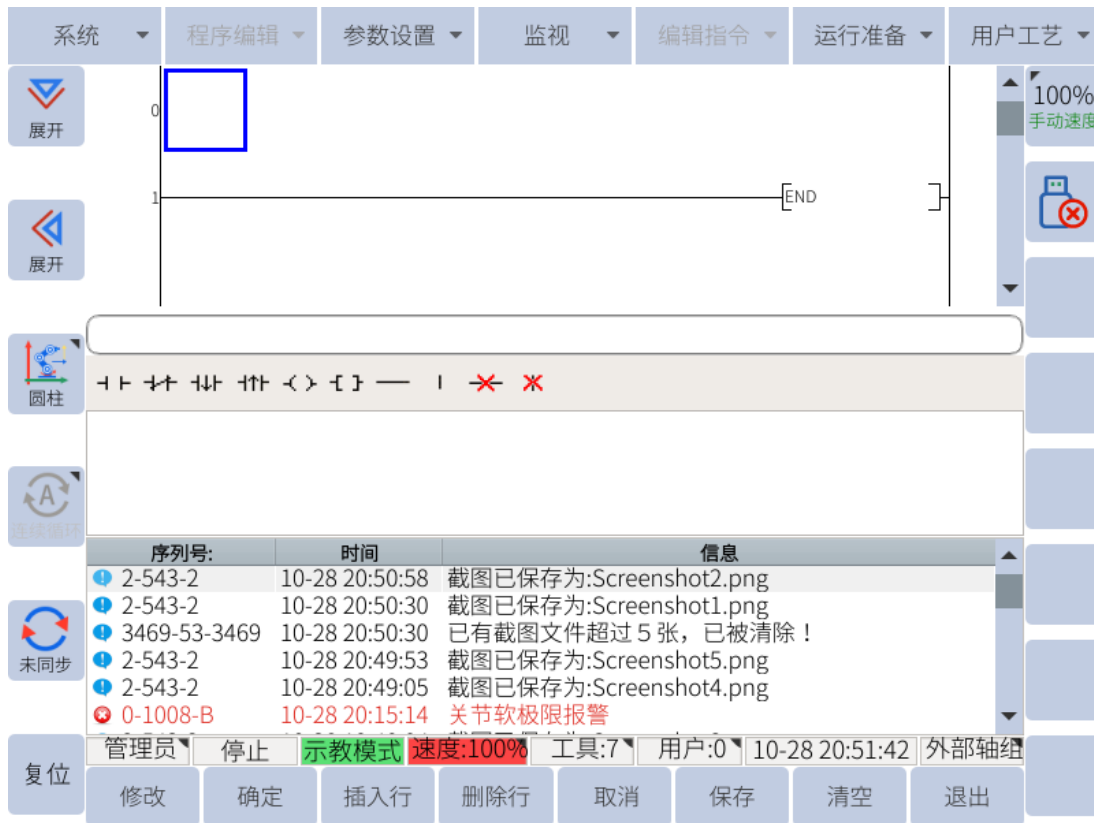 系统 程序编辑 参数设置 监视 编辑指令 运行准备 用户工艺
展开
100%
手动速度
0
1 END
展开
圆柱
A
连续循环
序列号: 时间 信息
2-543-2 10-28 20:50:58 截图已保存为:Screenshot2.png
2-543-2 10-28 20:50:30 截图已保存为:Screenshot1.png
3469-53-3469 10-28 20:50:30 已有截图文件超过5张，已被清除！
2-543-2 10-28 20:49:53 截图已保存为:Screenshot5.png
2-543-2 10-28 20:49:05 截图已保存为:Screenshot4.png
0-1008-B 10-28 20:15:14 关节软极限报警
未同步
管理员 停止 示教模式 速度:100% 工具:7 用户:0 10-28 20:51:42 外部轴组
复位
修改 确定 插入行 删除行 取消 保存 清空 退出